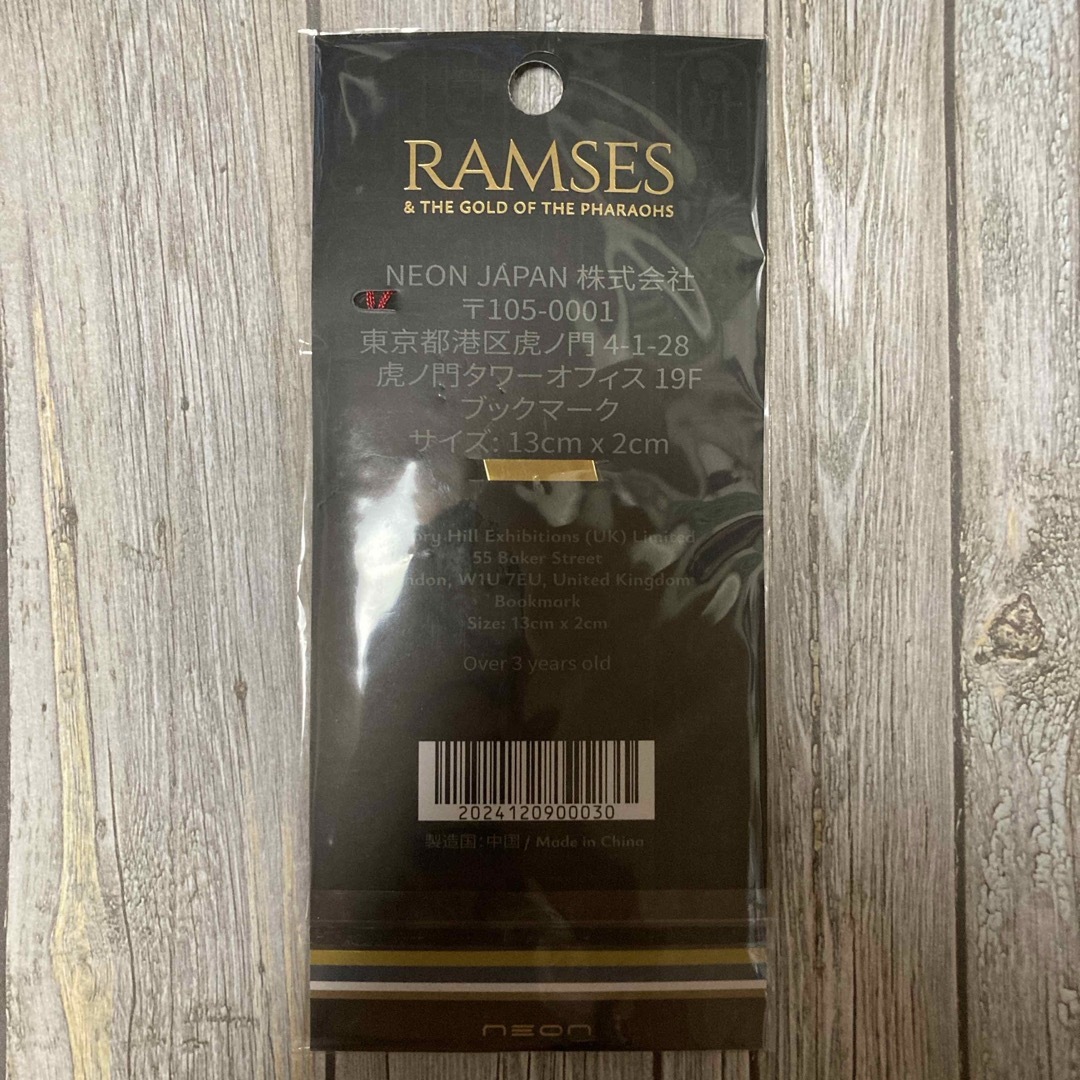 RAMSES
& THE GOLD OF THE PHARAOHS
NEON JAPAN 株式会社
〒105-0001
東京都港区虎ノ門 4-1-28
虎ノ門タワーオフィス 19F
ブックマーク
サイズ: 13cm x 2cm
Hill Exhibitions (UK) Limited
55 Baker Street
W1U 7EU, United Kingdom
Bookmark
Size: 13cm x 2cm
Over 3 years old
2024120900030
製造国: 中国 / Made in China
neon